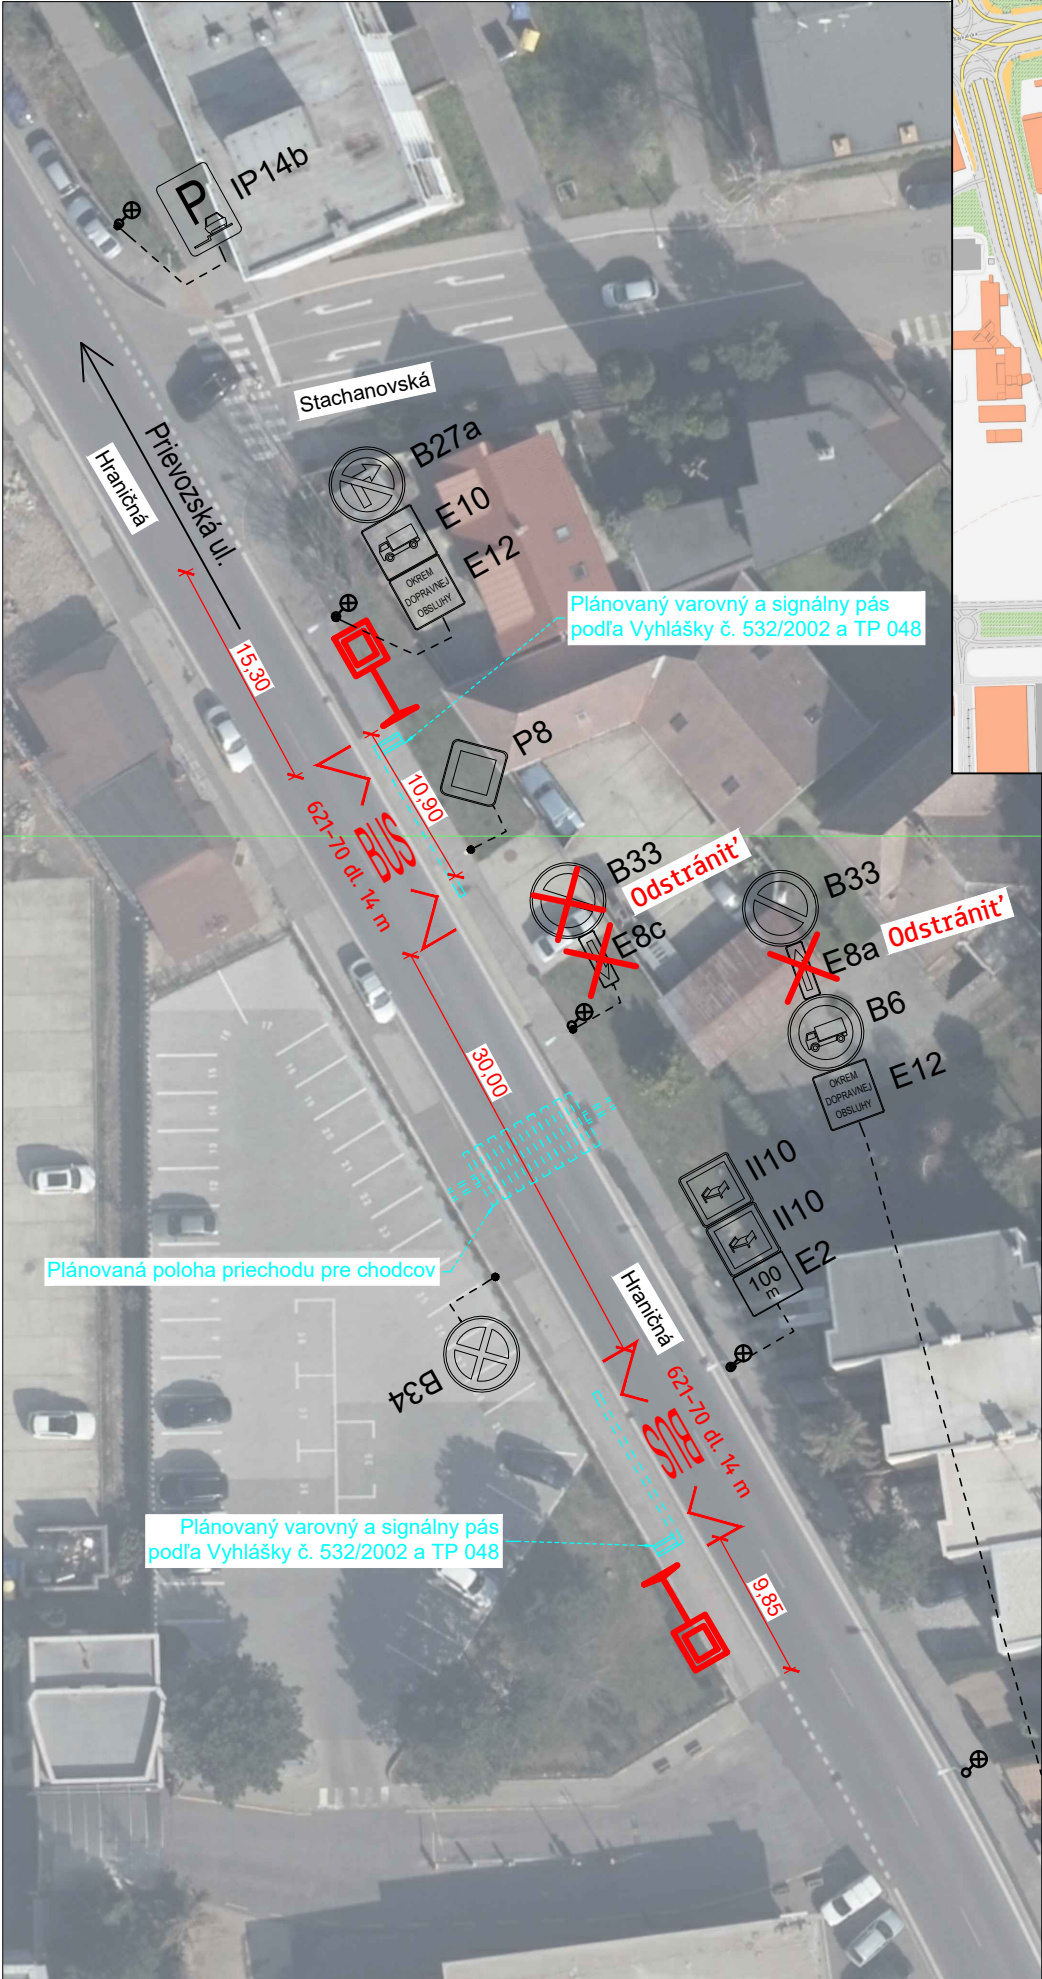 P
IP14b
Stachanovská
Prievozská ul.
Hraničná
B27a
E10
E12
OKREM
DOPRAVNEJ
OBSLUHY
Plánovaný varovný a signálny pás
podľa Vyhlášky č. 532/2002 a TP 048
15,30
P8
10,90
BUS
621-70 dl. 14 m
B33
Odstrániť
E8c
B33
E8a
Odstrániť
B6
E12
OKREM
DOPRAVNEJ
OBSLUHY
30,00
II10
II10
E2
100
m
Plánovaná poloha priechodu pre chodcov
Hraničná
B34
621-70 dl. 14 m
BUS
Plánovaný varovný a signálny pás
podľa Vyhlášky č. 532/2002 a TP 048
9,85